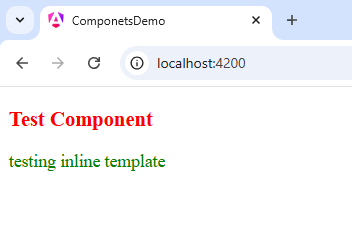 ComponetsDemo
localhost:4200
Test Component
testing inline template